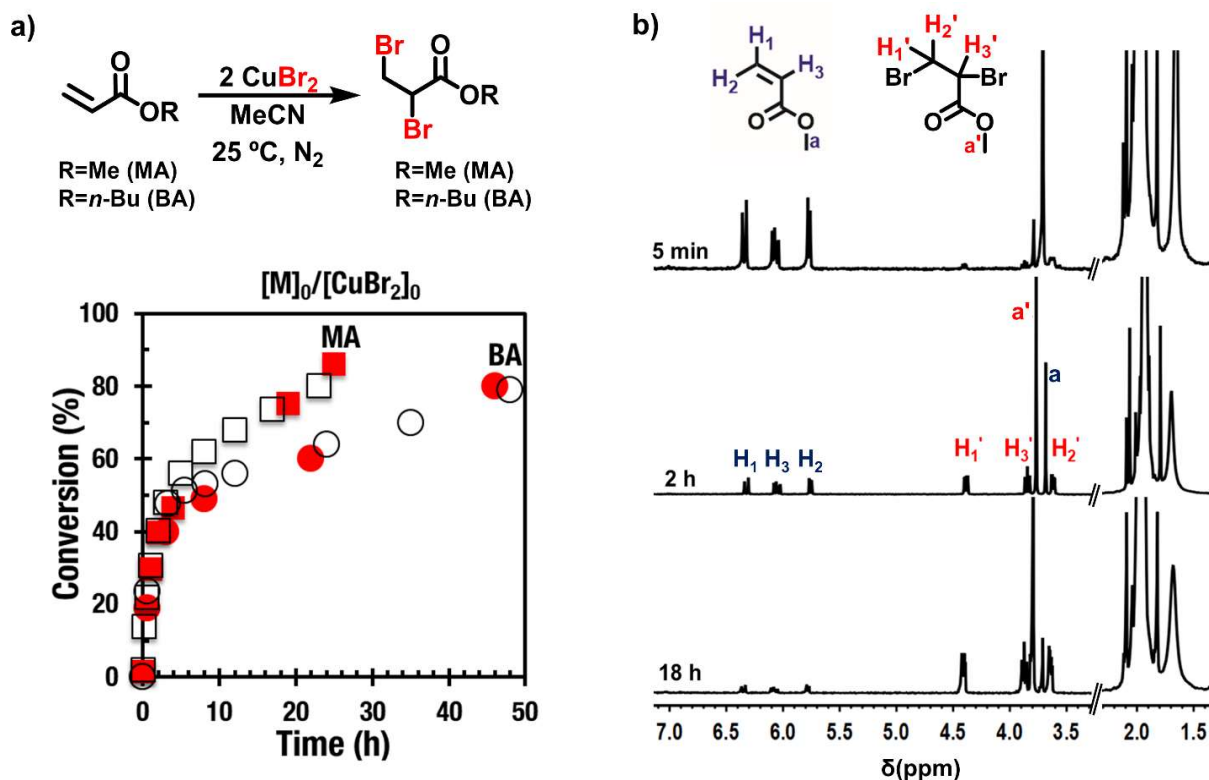 a)
2 CuBr₂
MeCN
25 ºC, N₂
OR
Br
Br
O
OR
O
R=Me (MA)
R=n-Bu (BA)
R=Me (MA)
R=n-Bu (BA)
[M]₀/[CuBr₂]₀
Conversion (%)
100
80
60
40
20
0
MA
BA
0
10
20
30
40
50
Time (h)
b)
H₁
H₂
H₃
O
O
a
H₁'
H₂'
H₃'
Br
Br
O
O
a'
5 min
a'
a
2 h
H₁
H₃
H₂
H₁'
H₃'
H₂'
18 h
7.0
6.5
6.0
5.5
5.0
4.5
4.0
3.5
2.0
1.5
δ(ppm)